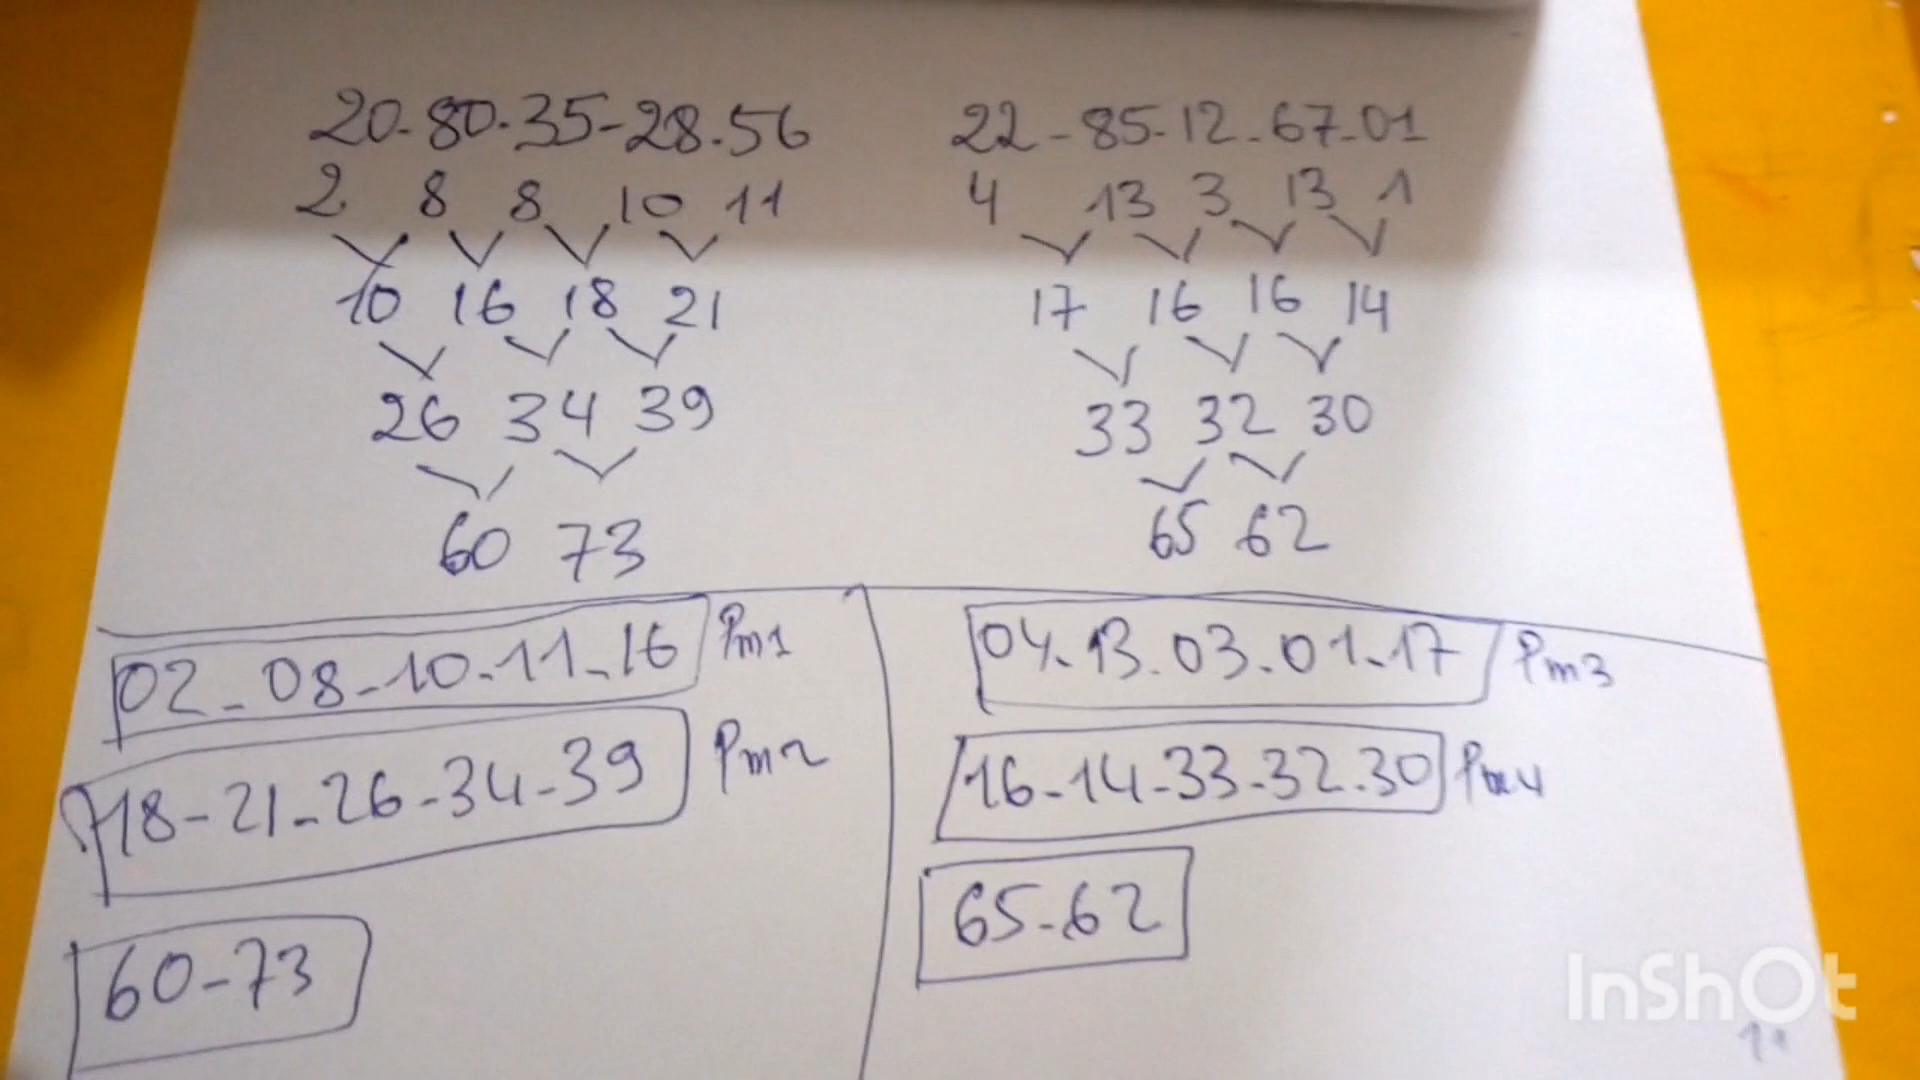 20-80.35-28.56
2 8 8 10 11
10 16 18 21
26 34 39
60 73
22-85-12-67-01
4 13 3 13 1
17 16 16 14
33 32 30
65 62
02-08-10-11-16 Pm1
18-21-26-34-39 Pm2
60-73
04-13.03.01-17 Pm3
16-14-33-32.30 Pm4
65-62
InShOt